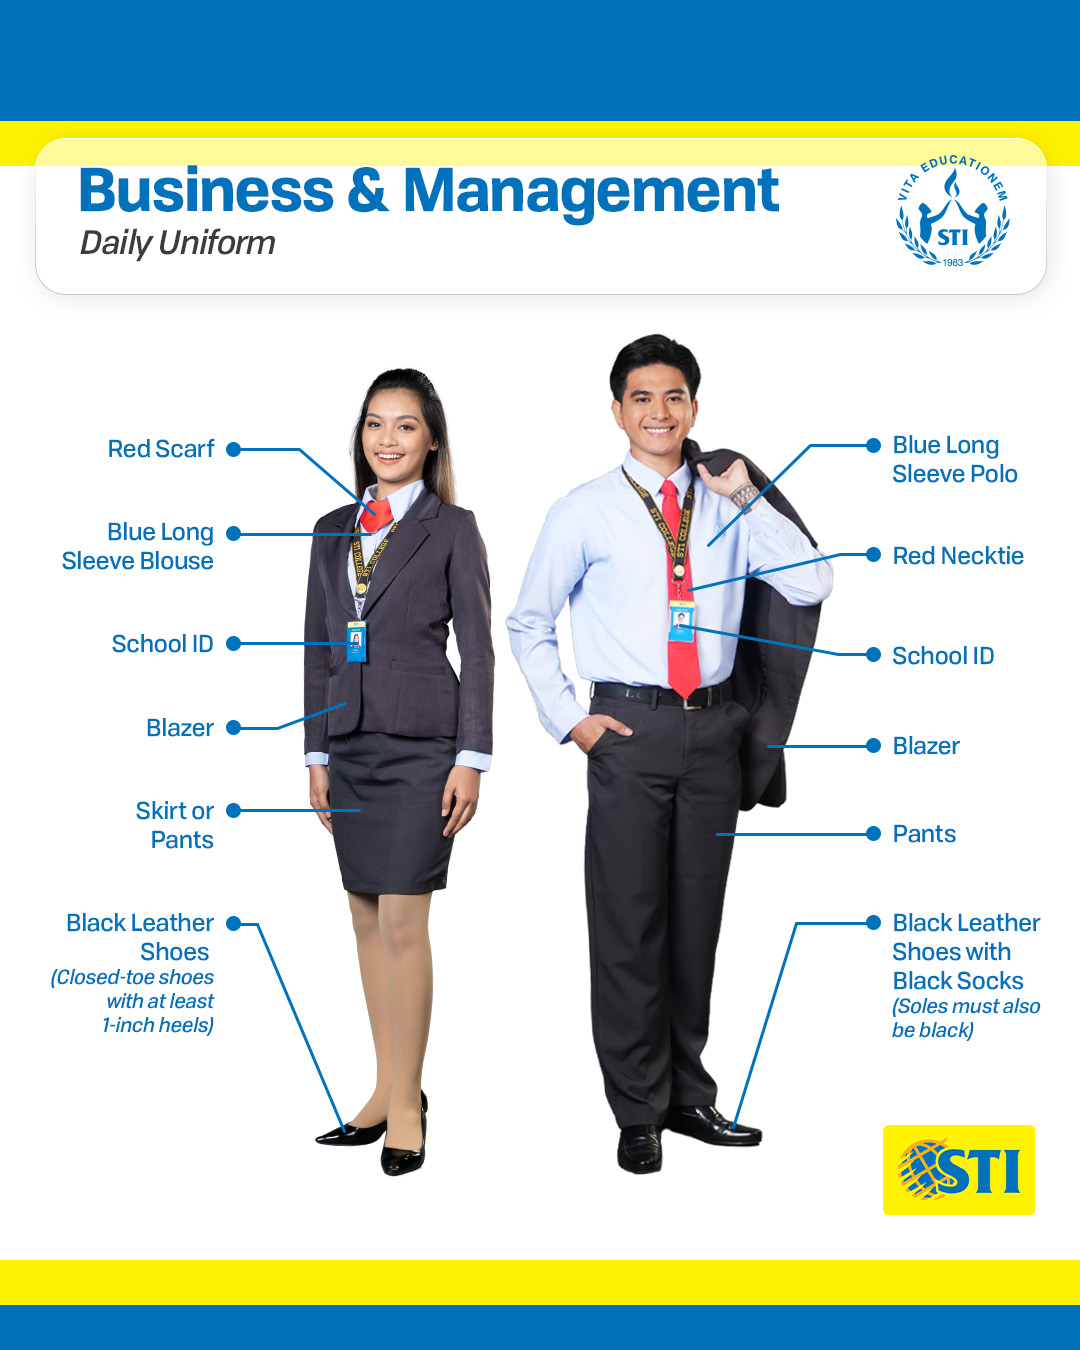 Business & Management
Daily Uniform
VITA EDUCATIONEM
STI
1983
Red Scarf
Blue Long
Sleeve Blouse
School ID
Blazer
Skirt or
Pants
Black Leather
Shoes
(Closed-toe shoes
with at least
1-inch heels)
STI COLLEGE
Blue Long
Sleeve Polo
Red Necktie
School ID
Blazer
Pants
Black Leather
Shoes with
Black Socks
(Soles must also
be black)
STI